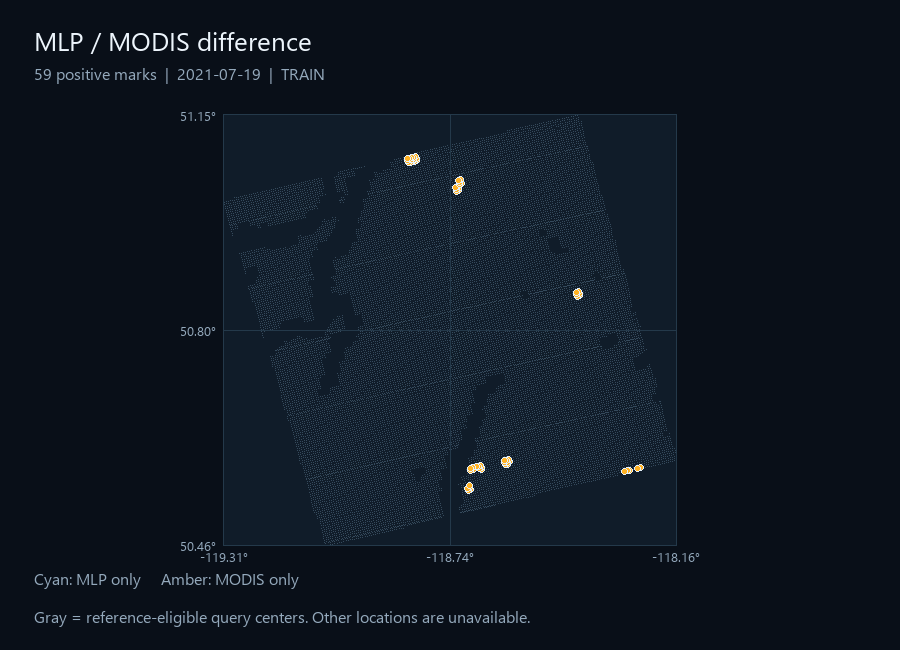 MLP / MODIS difference
59 positive marks | 2021-07-19 | TRAIN
51.15°
50.80°
50.46°
-119.31°
-118.74°
-118.16°
Cyan: MLP only Amber: MODIS only
Gray = reference-eligible query centers. Other locations are unavailable.